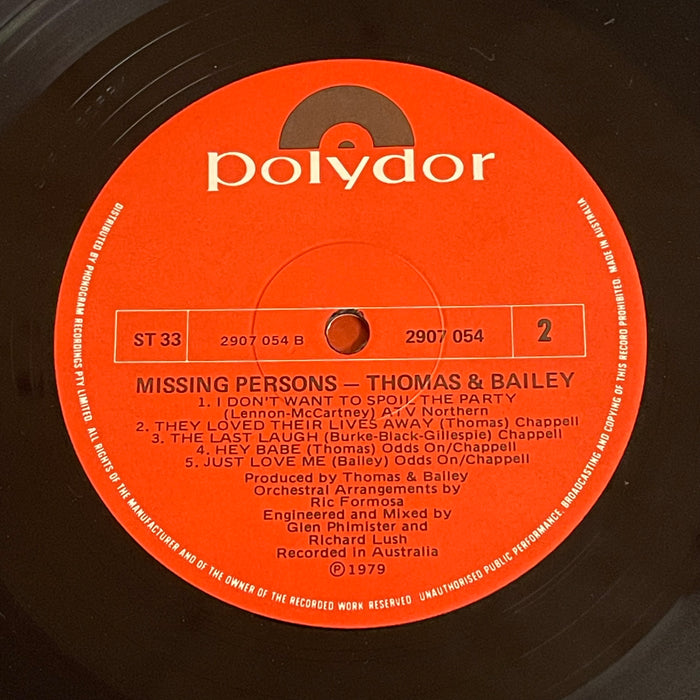 polydor
ST 33 2907 054 B 2907 054 2
MISSING PERSONS – THOMAS & BAILEY
1. I DON'T WANT TO SPOIL THE PARTY
(Lennon-McCartney) ATV Northern
2. THEY LOVED THEIR LIVES AWAY (Thomas) Chappell
3. THE LAST LAUGH (Burke-Black-Gillespie) Chappell
4. HEY BABE (Thomas) Odds On/Chappell
5. JUST LOVE ME (Bailey) Odds On/Chappell
Produced by Thomas & Bailey
Orchestral Arrangements by
Ric Formosa
Engineered and Mixed by
Glen Phimister and
Richard Lush
Recorded in Australia
Ⓟ 1979
DISTRIBUTED BY PHONOGRAM RECORDINGS PTY LIMITED. ALL RIGHTS OF THE MANUFACTURER AND OF THE OWNER OF THE RECORDED WORK RESERVED. UNAUTHORISED PUBLIC PERFORMANCE, BROADCASTING AND COPYING OF THIS RECORD PROHIBITED. MADE IN AUSTRALIA